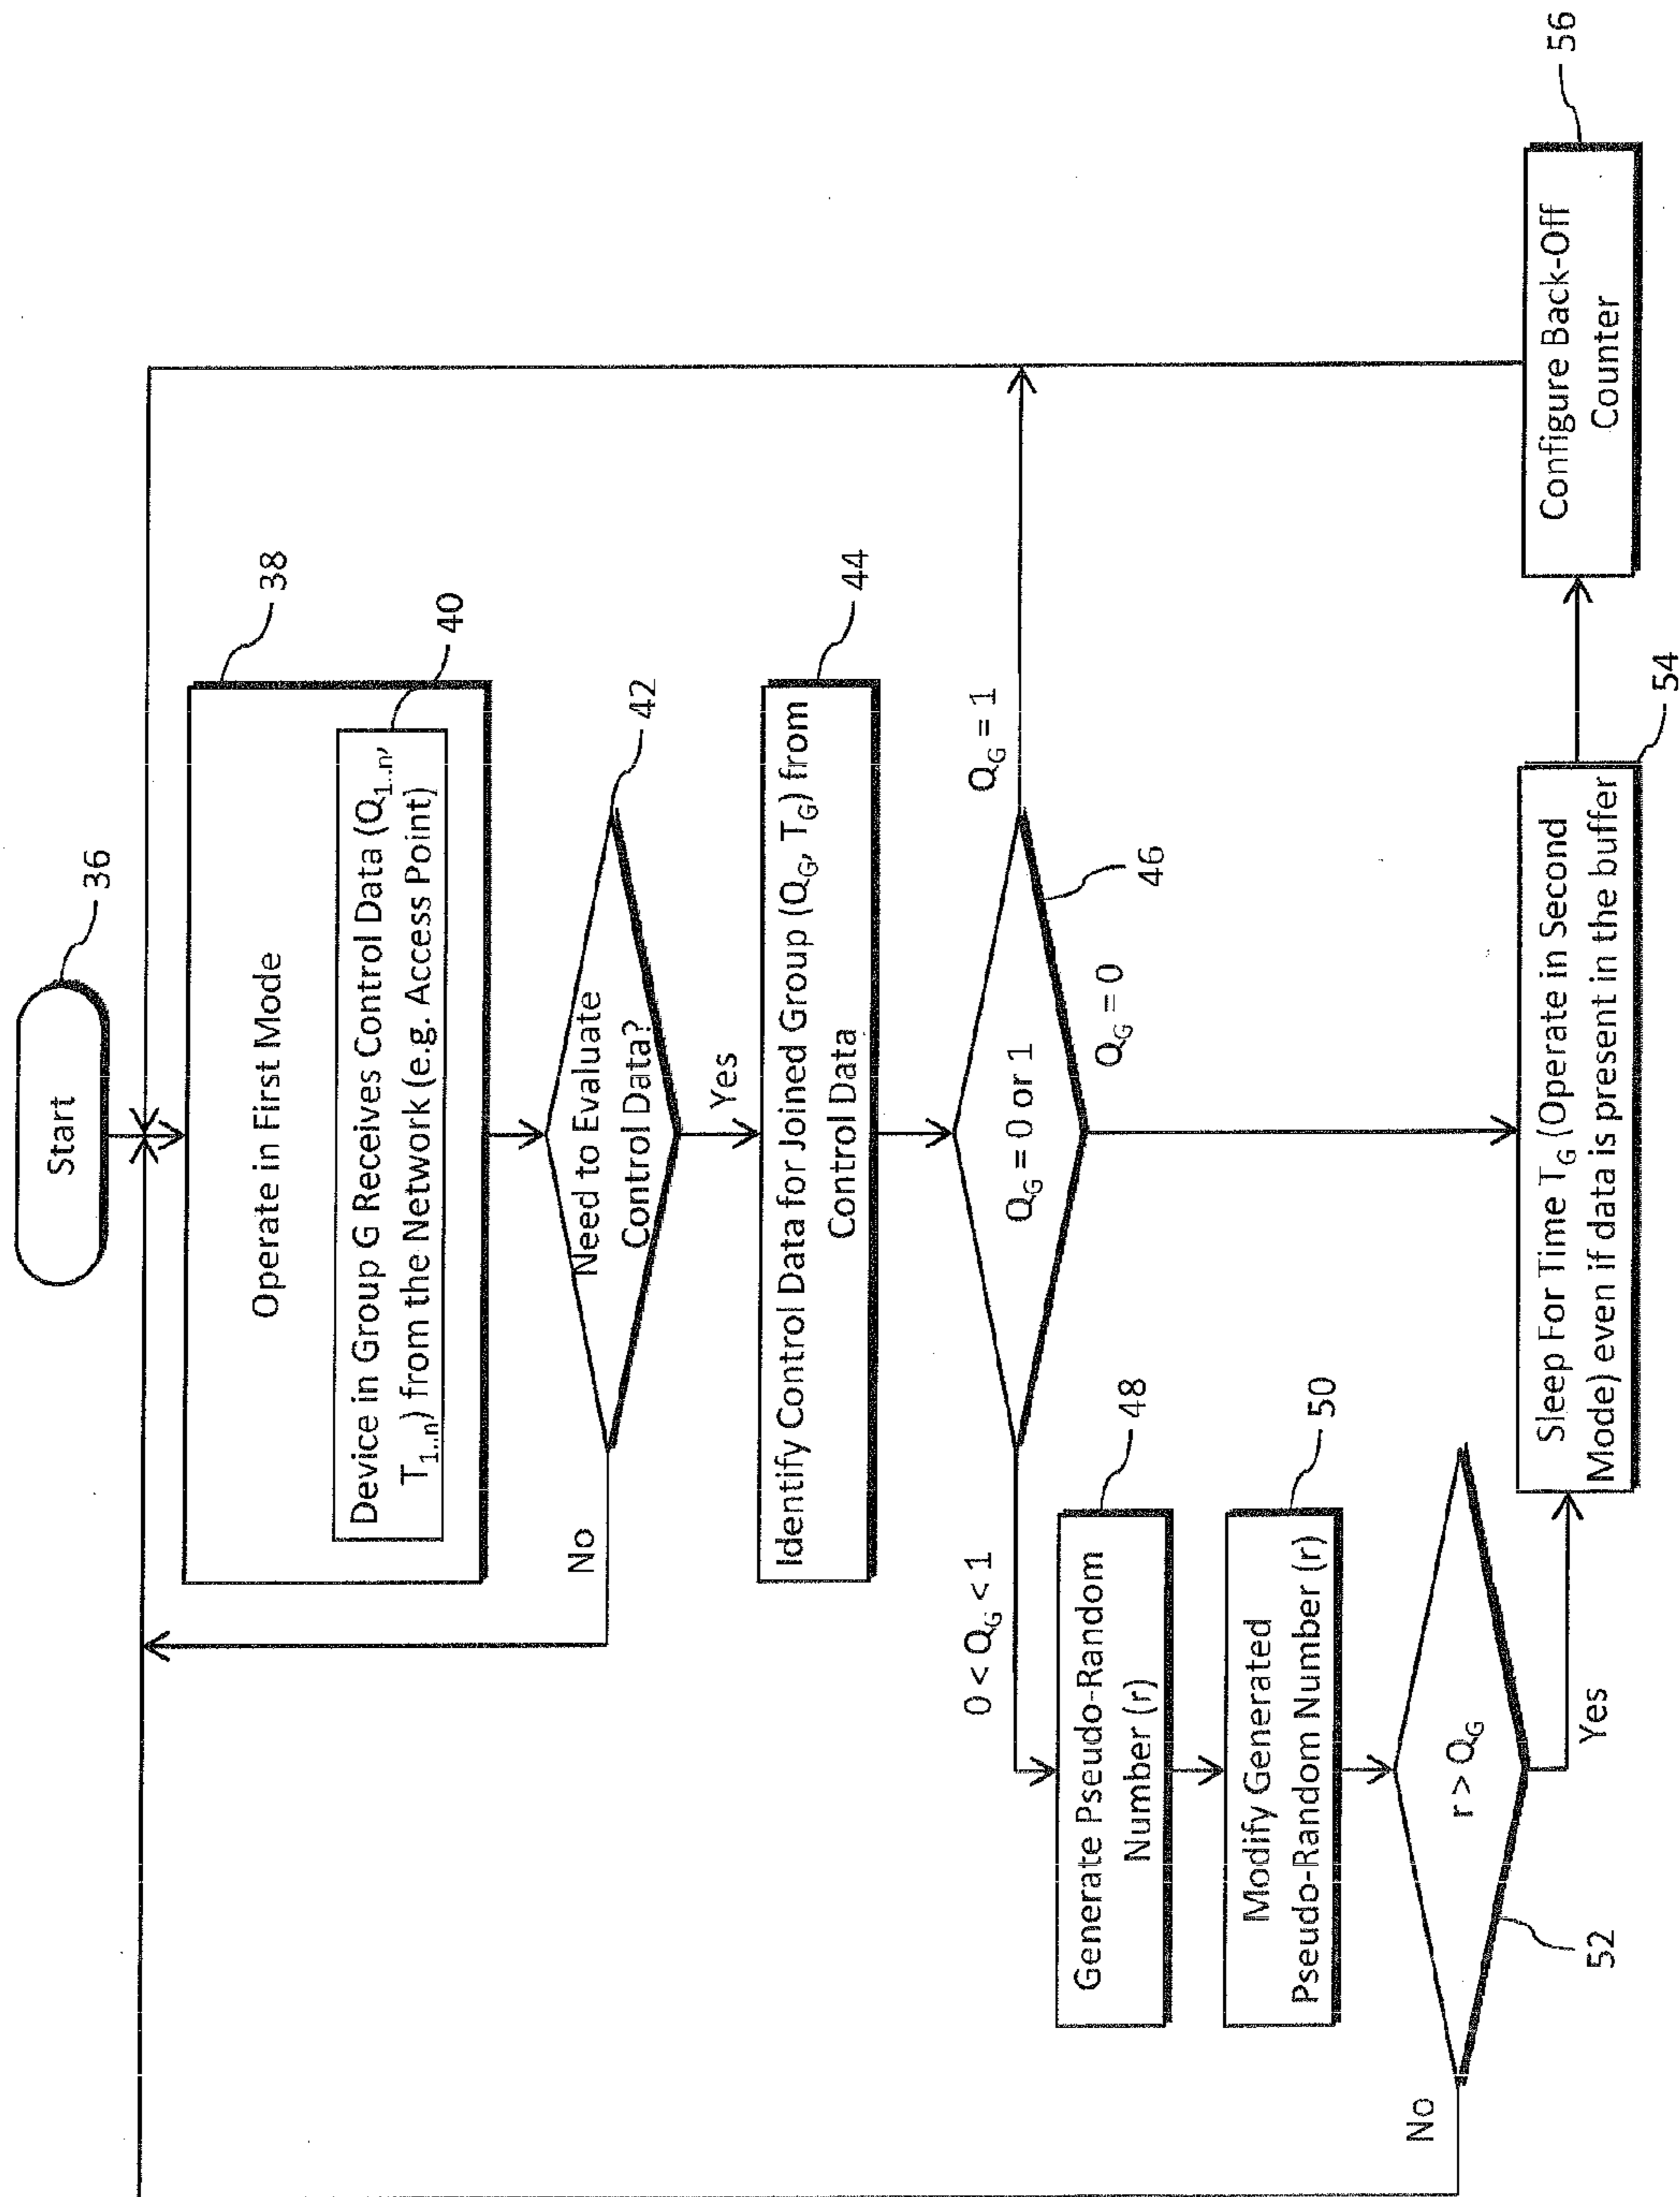 Start
36
Operate in First Mode
38
Device in Group G Receives Control Data (Q1..n,
T1..n) from the Network (e.g. Access Point)
40
Need to Evaluate
Control Data?
42
No
Yes
Identify Control Data for Joined Group (QG, TG) from
Control Data
44
QG = 0 or 1
46
0 < QG < 1
QG = 0
QG = 1
Generate Pseudo-Random
Number (r)
48
Modify Generated
Pseudo-Random Number (r)
50
r > QG
52
No
Yes
Sleep For Time TG (Operate in Second
Mode) even if data is present in the buffer
54
Configure Back-Off
Counter
56